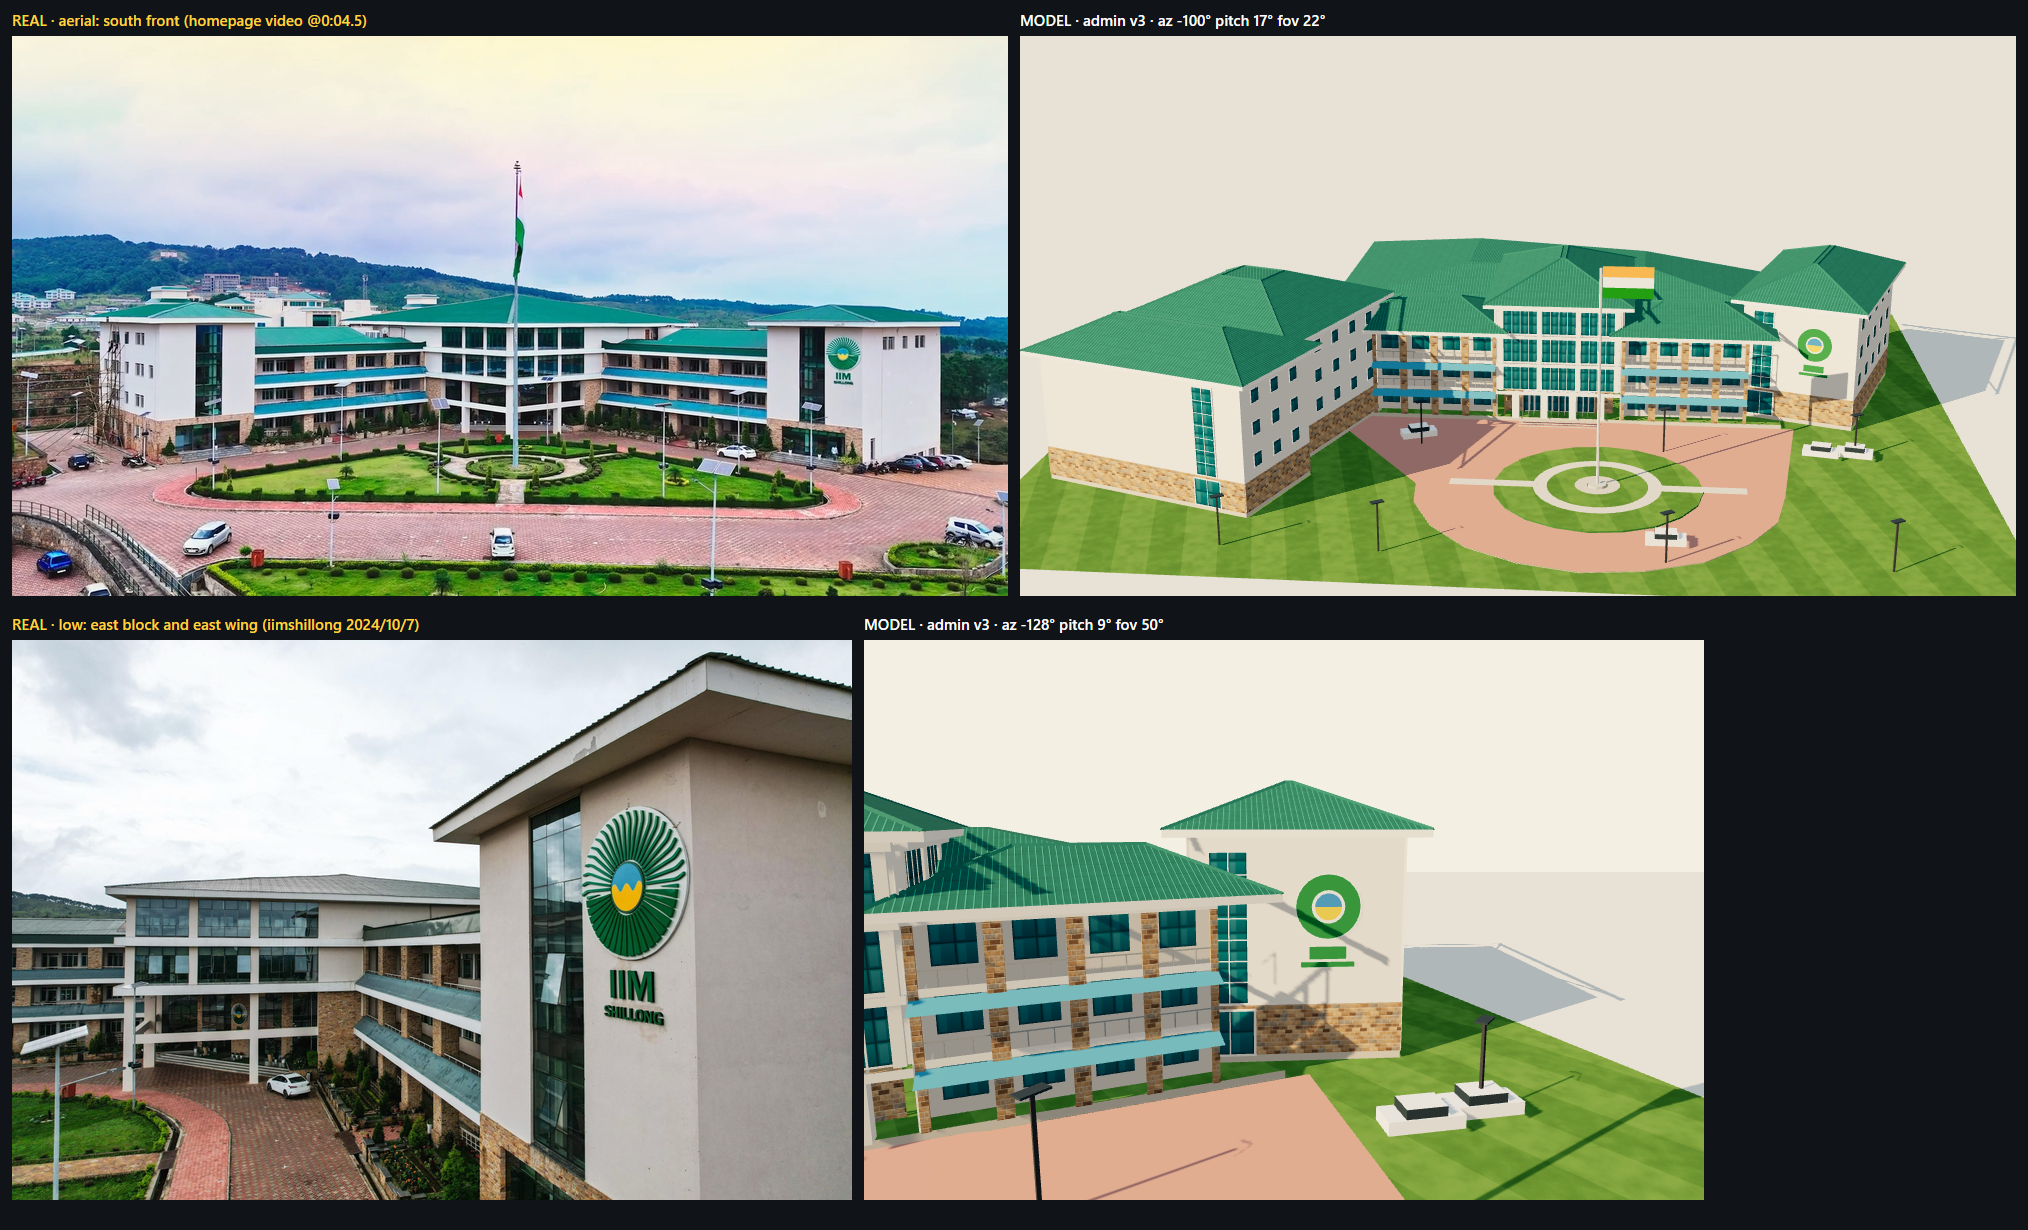 REAL · aerial: south front (homepage video @0:04.5)
MODEL · admin v3 · az -100° pitch 17° fov 22°
IIM
SHILLONG
REAL · low: east block and east wing (iimshillong 2024/10/7)
MODEL · admin v3 · az -128° pitch 9° fov 50°
IIM
SHILLONG